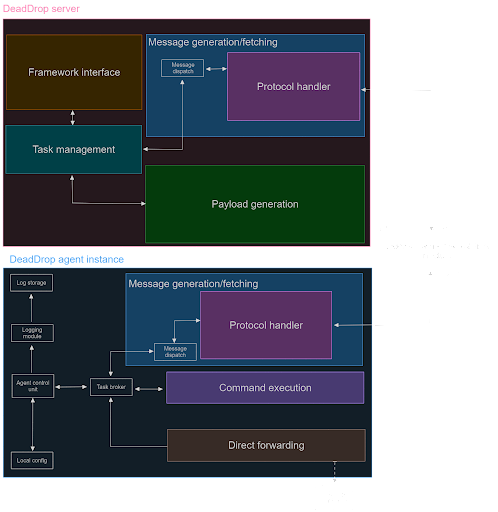 DeadDrop server
Message generation/fetching
Framework interface
Message
dispatch
Protocol handler
Task management
Payload generation
DeadDrop agent instance
Log storage
Message generation/fetching
Logging
module
Protocol handler
Message
dispatch
Agent control
unit
Task broker
Command execution
Direct forwarding
Local config